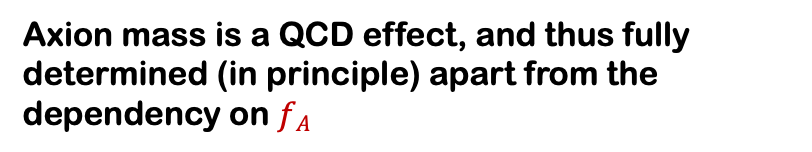 Axion mass is a QCD effect, and thus fully
determined (in principle) apart from the
dependency on f_A